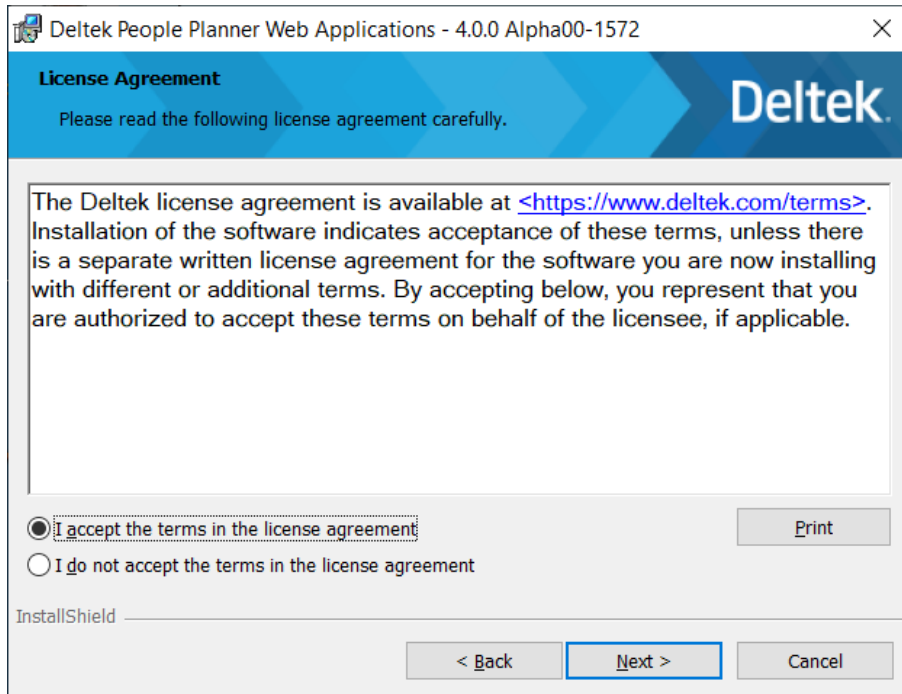 Deltek People Planner Web Applications - 4.0.0 Alpha00-1572
License Agreement
Please read the following license agreement carefully.
Deltek.
The Deltek license agreement is available at <https://www.deltek.com/terms>.
Installation of the software indicates acceptance of these terms, unless there
is a separate written license agreement for the software you are now installing
with different or additional terms. By accepting below, you represent that you
are authorized to accept these terms on behalf of the licensee, if applicable.
I accept the terms in the license agreement
Print
I do not accept the terms in the license agreement
InstallShield
< Back
Next >
Cancel